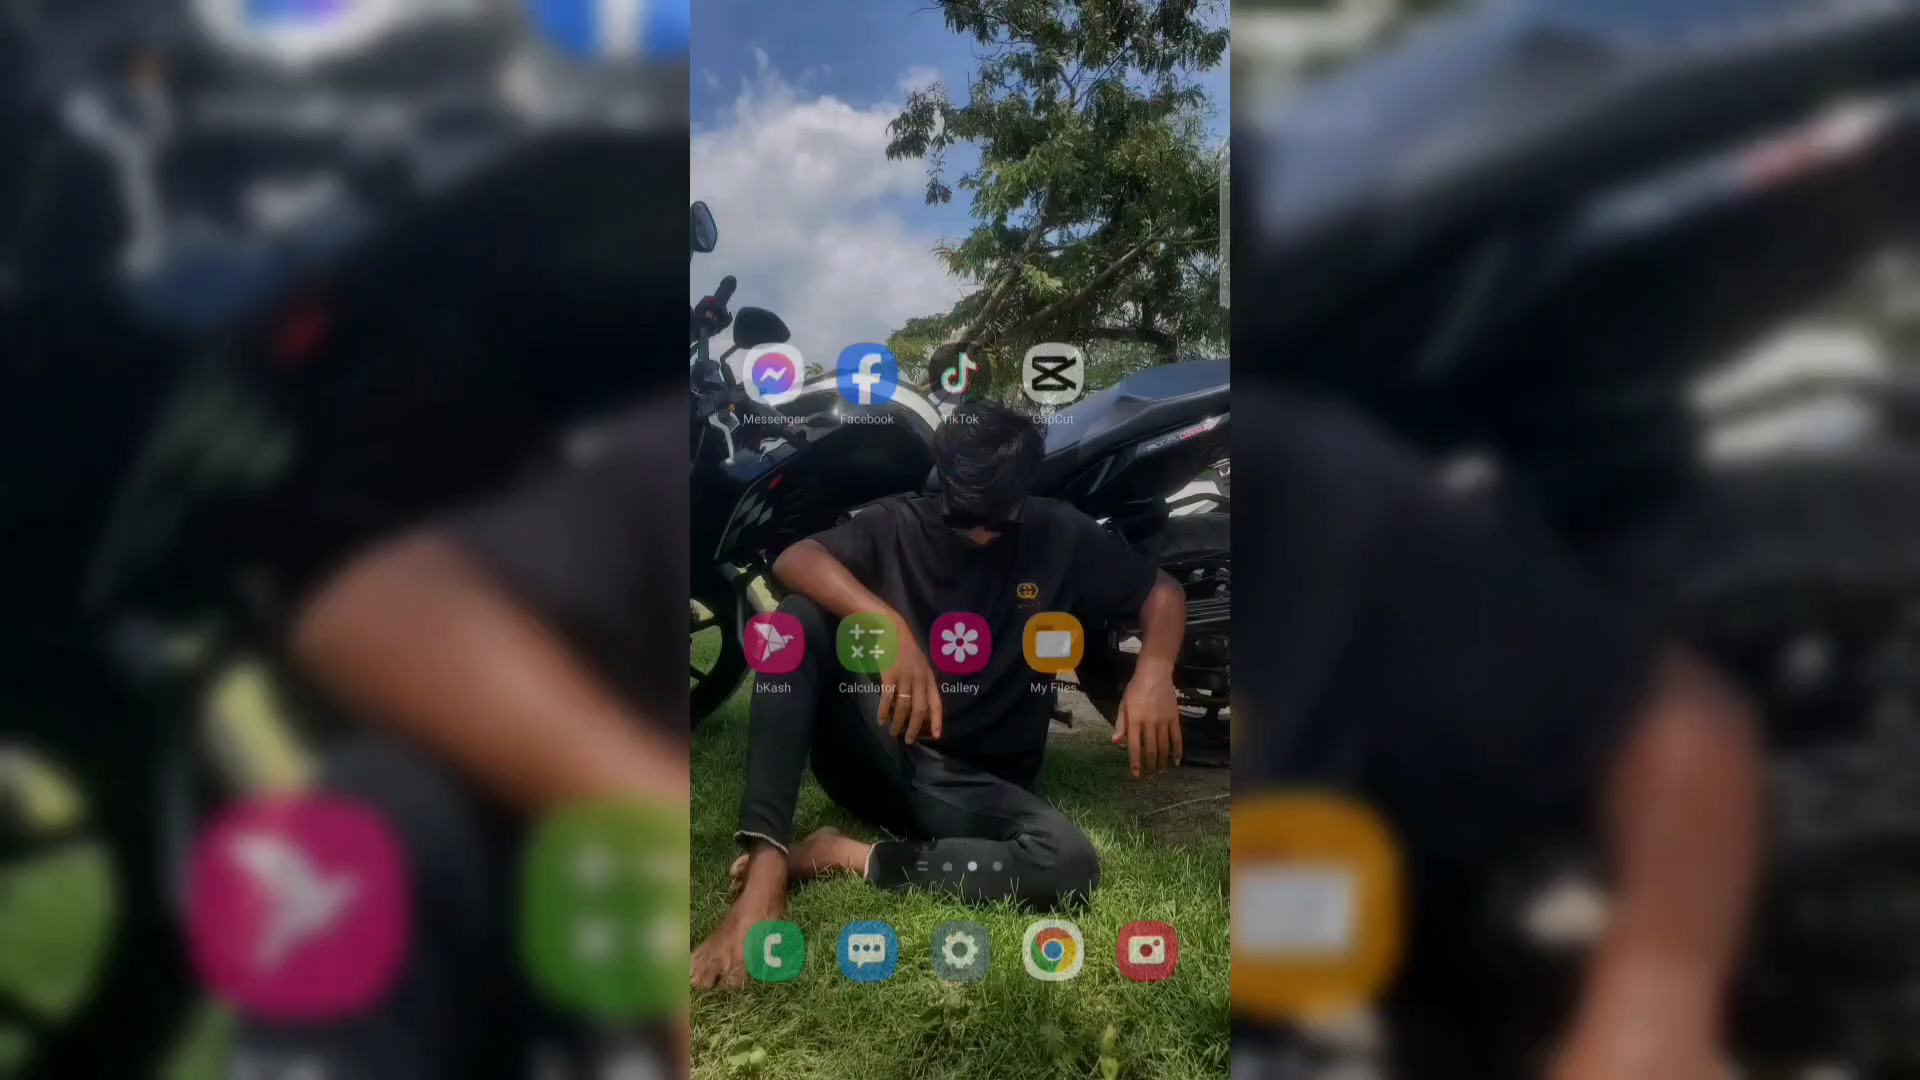 Messenger
Facebook
TikTok
CapCut
bKash
Calculator
Gallery
My Files